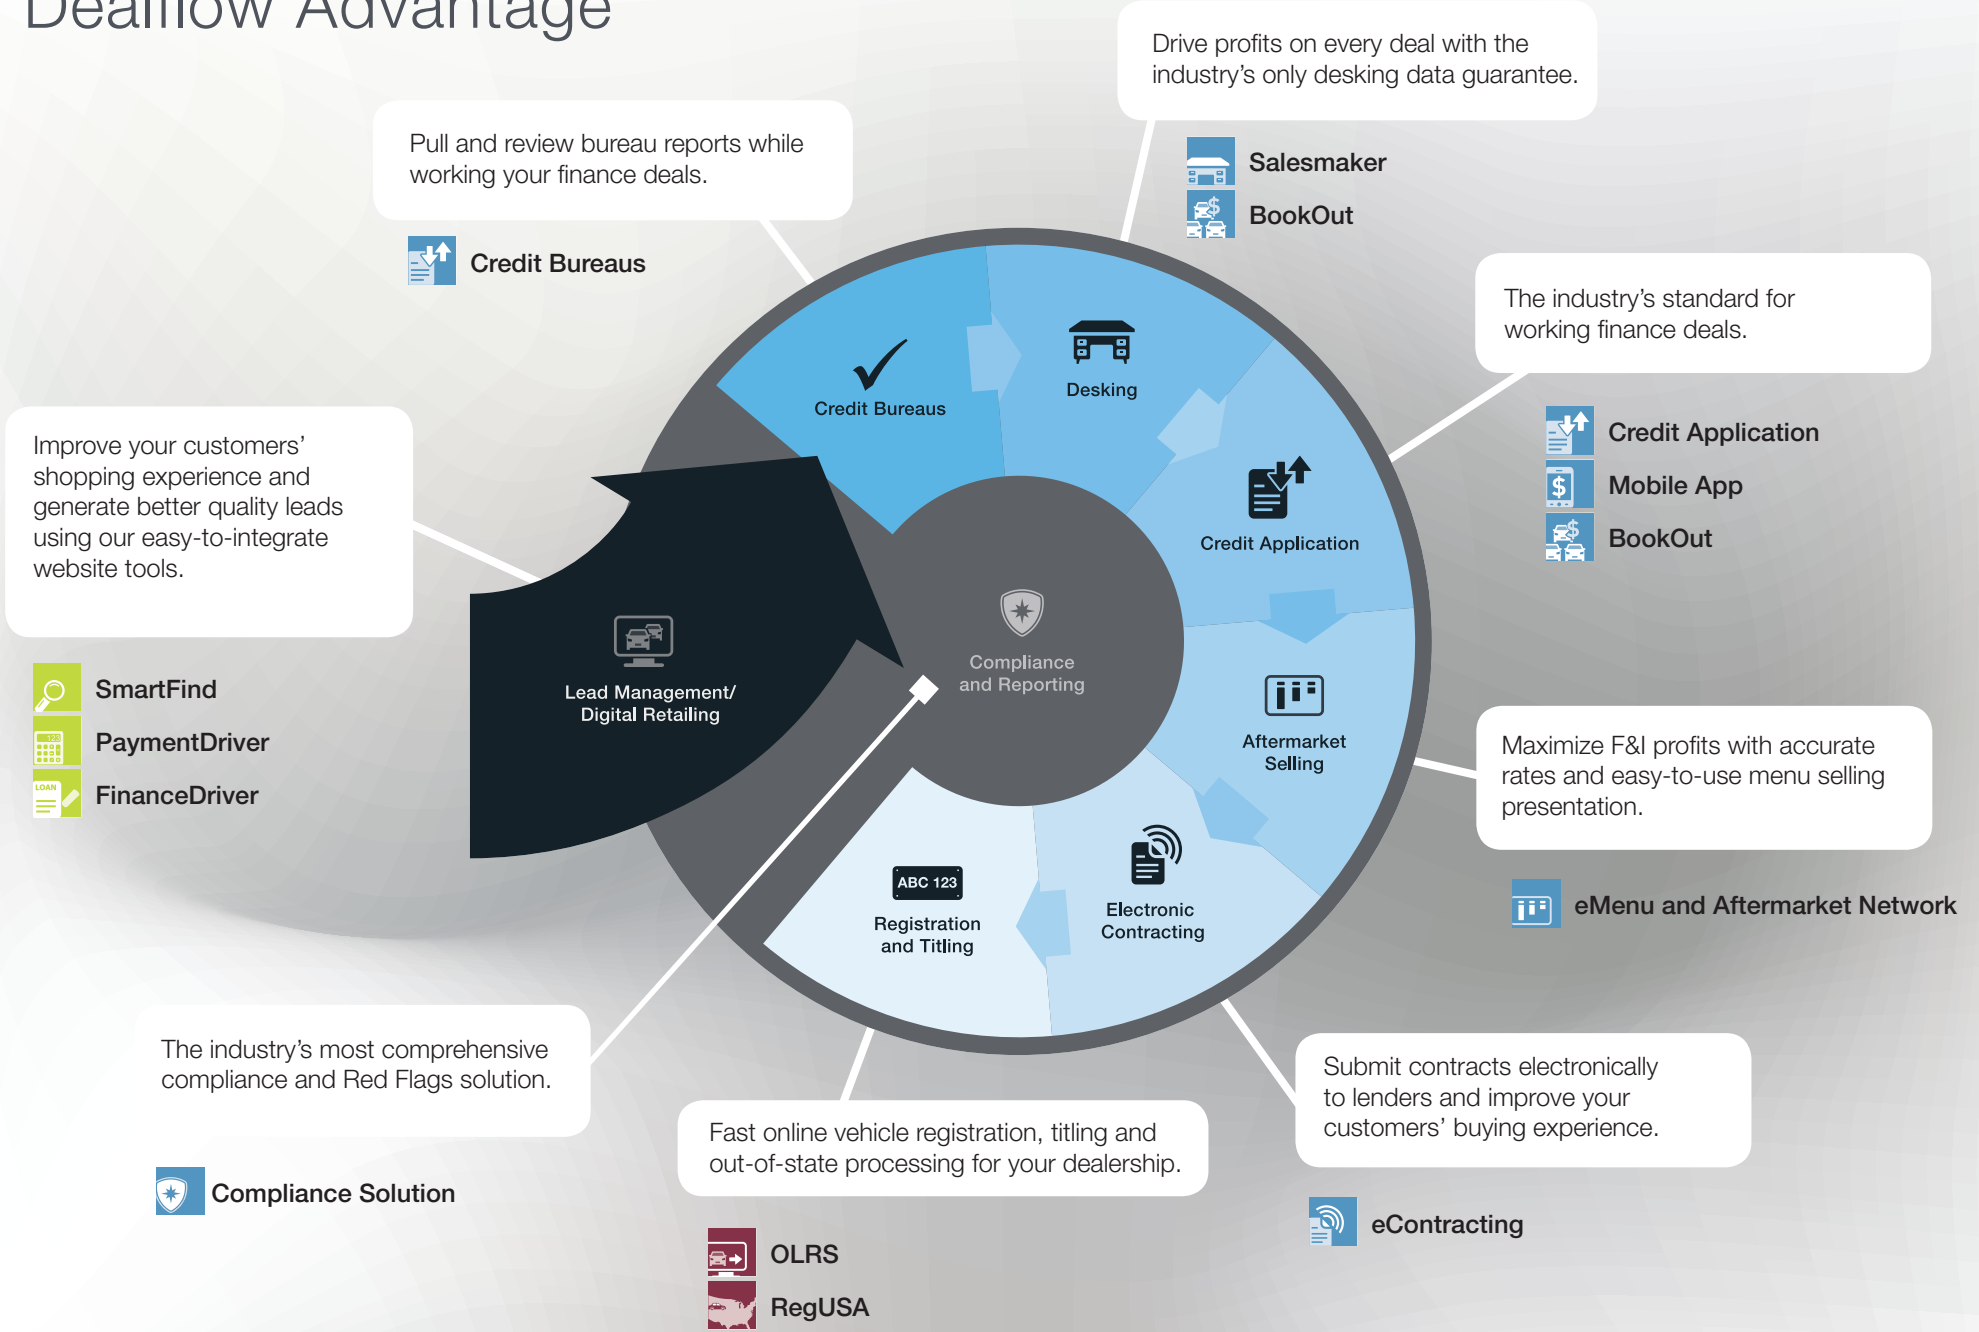 Dealflow Advantage
Drive profits on every deal with the
industry's only desking data guarantee.
Salesmaker
BookOut
Pull and review bureau reports while
working your finance deals.
Credit Bureaus
The industry's standard for
working finance deals.
Credit Application
Mobile App
BookOut
Improve your customers'
shopping experience and
generate better quality leads
using our easy-to-integrate
website tools.
SmartFind
123
PaymentDriver
LOAN
FinanceDriver
Credit Bureaus
Desking
Credit Application
Compliance
and Reporting
Lead Management/
Digital Retailing
Aftermarket
Selling
Electronic
Contracting
ABC 123
Registration
and Titling
Maximize F&I profits with accurate
rates and easy-to-use menu selling
presentation.
eMenu and Aftermarket Network
The industry's most comprehensive
compliance and Red Flags solution.
Compliance Solution
Fast online vehicle registration, titling and
out-of-state processing for your dealership.
OLRS
RegUSA
Submit contracts electronically
to lenders and improve your
customers' buying experience.
eContracting